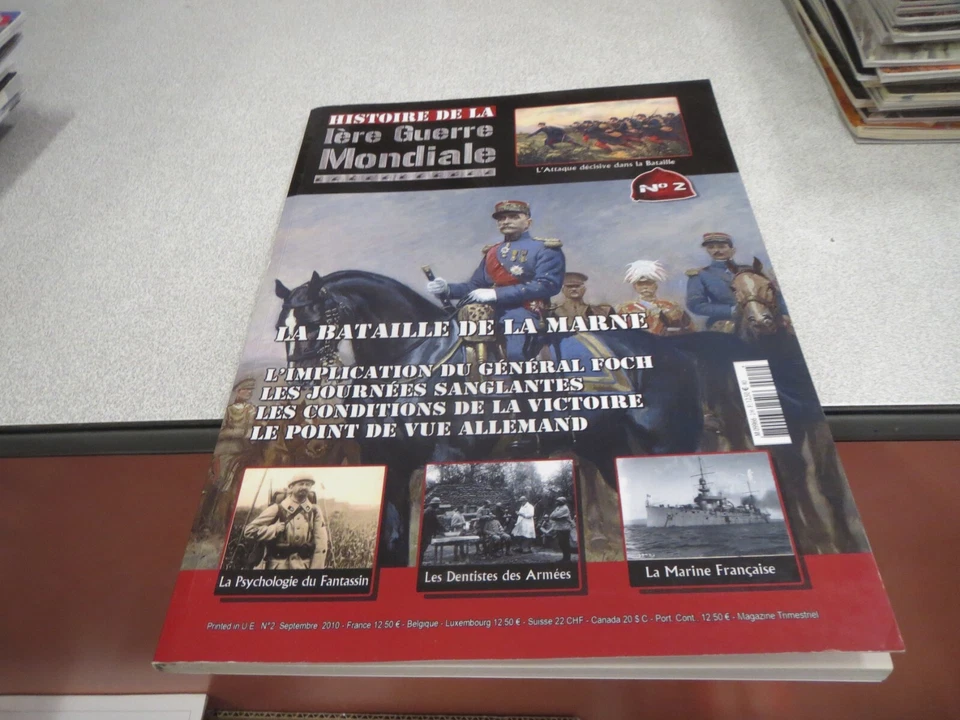 HISTOIRE DE LA
Ière Guerre
Mondiale
L'Attaque décisive dans la Bataille
N° 2
LA BATAILLE DE LA MARNE
L'IMPLICATION DU GÉNÉRAL FOCH
LES JOURNÉES SANGLANTES
LES CONDITIONS DE LA VICTOIRE
LE POINT DE VUE ALLEMAND
La Psychologie du Fantassin
Les Dentistes des Armées
La Marine Française
Printed in U.E. N°2 Septembre 2010 - France 12.50 € - Belgique - Luxembourg 12.50 € - Suisse 22 CHF - Canada 20 $ C - Port. Cont. 12.50 € - Magazine Trimestriel